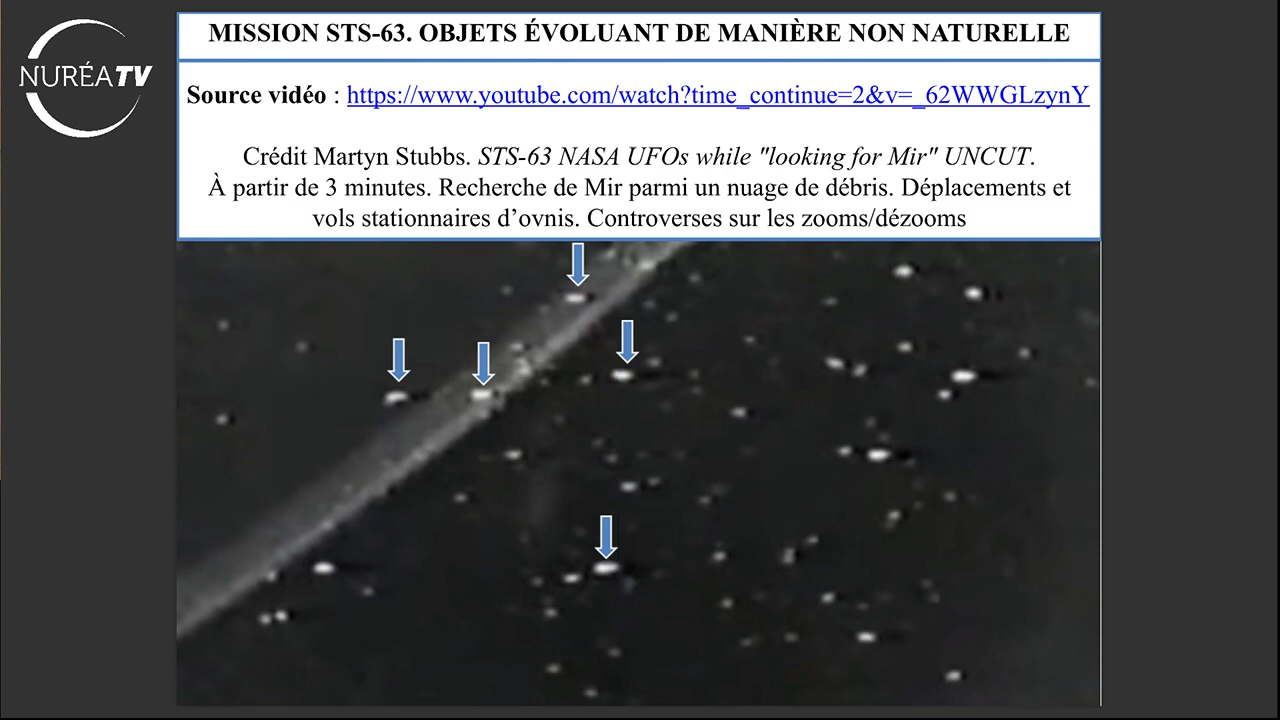 NURÉATV
MISSION STS-63. OBJETS ÉVOLUANT DE MANIÈRE NON NATURELLE
Source vidéo : https://www.youtube.com/watch?time_continue=2&v=_62WWGLzynY
Crédit Martyn Stubbs. STS-63 NASA UFOs while "looking for Mir" UNCUT.
À partir de 3 minutes. Recherche de Mir parmi un nuage de débris. Déplacements et
vols stationnaires d’ovnis. Controverses sur les zooms/dézooms